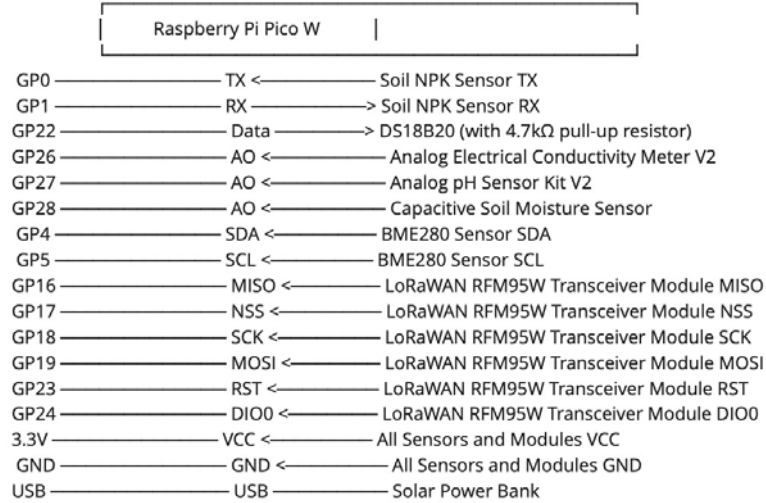 Raspberry Pi Pico W
GP0 TX < Soil NPK Sensor TX
GP1 RX > Soil NPK Sensor RX
GP22 Data > DS18B20 (with 4.7kΩ pull-up resistor)
GP26 AO < Analog Electrical Conductivity Meter V2
GP27 AO < Analog pH Sensor Kit V2
GP28 AO < Capacitive Soil Moisture Sensor
GP4 SDA < BME280 Sensor SDA
GP5 SCL < BME280 Sensor SCL
GP16 MISO < LoRaWAN RFM95W Transceiver Module MISO
GP17 NSS < LoRaWAN RFM95W Transceiver Module NSS
GP18 SCK < LoRaWAN RFM95W Transceiver Module SCK
GP19 MOSI < LoRaWAN RFM95W Transceiver Module MOSI
GP23 RST < LoRaWAN RFM95W Transceiver Module RST
GP24 DIO0 < LoRaWAN RFM95W Transceiver Module DIO0
3.3V VCC < All Sensors and Modules VCC
GND GND < All Sensors and Modules GND
USB USB Solar Power Bank